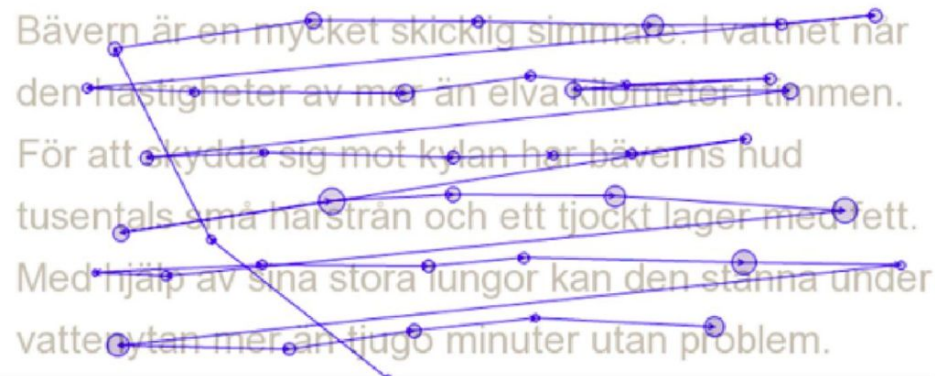 Bävern är en mycket skicklig simmare. I vattnet når
den hastigheter av mer än elva kilometer i timmen.
För att skydda sig mot kylan har bäverns hud
tusentals små hårstrån och ett tjockt lager med fett.
Med hjälp av sina stora lungor kan den stanna under
vattenytan mer än tjugo minuter utan problem.